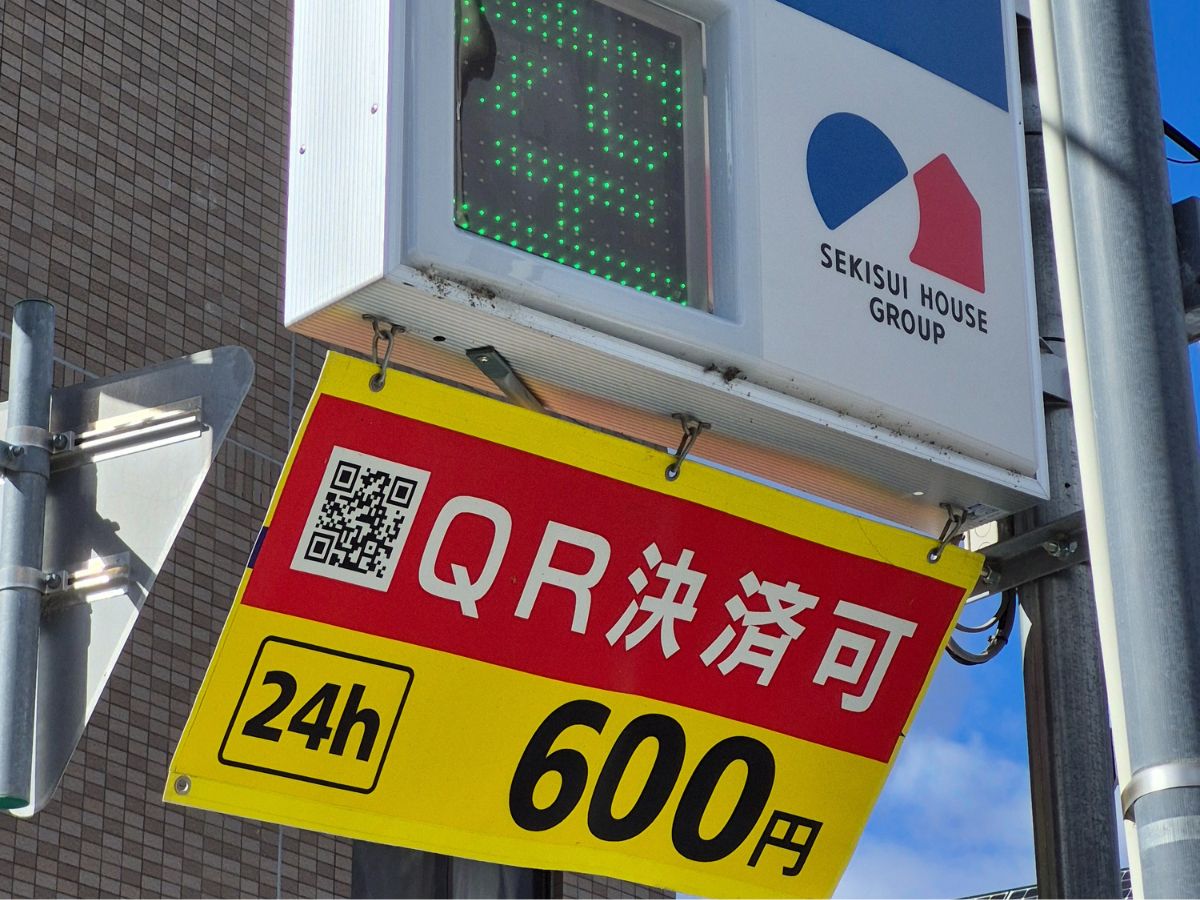 SEKISUI HOUSE
GROUP
QR決済可
24h
600円